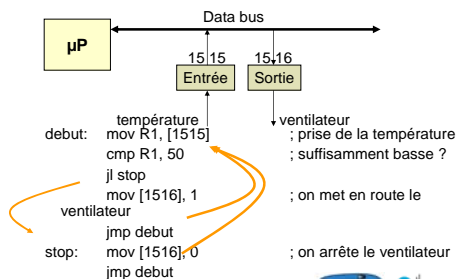 Data bus
µP
15 15 15 16
Entrée Sortie
température ventilateur
debut: mov R1, [1515] ; prise de la température
cmp R1, 50 ; suffisamment basse ?
jl stop
mov [1516], 1 ; on met en route le
ventilateur
jmp debut
stop: mov [1516], 0 ; on arrête le ventilateur
jmp debut